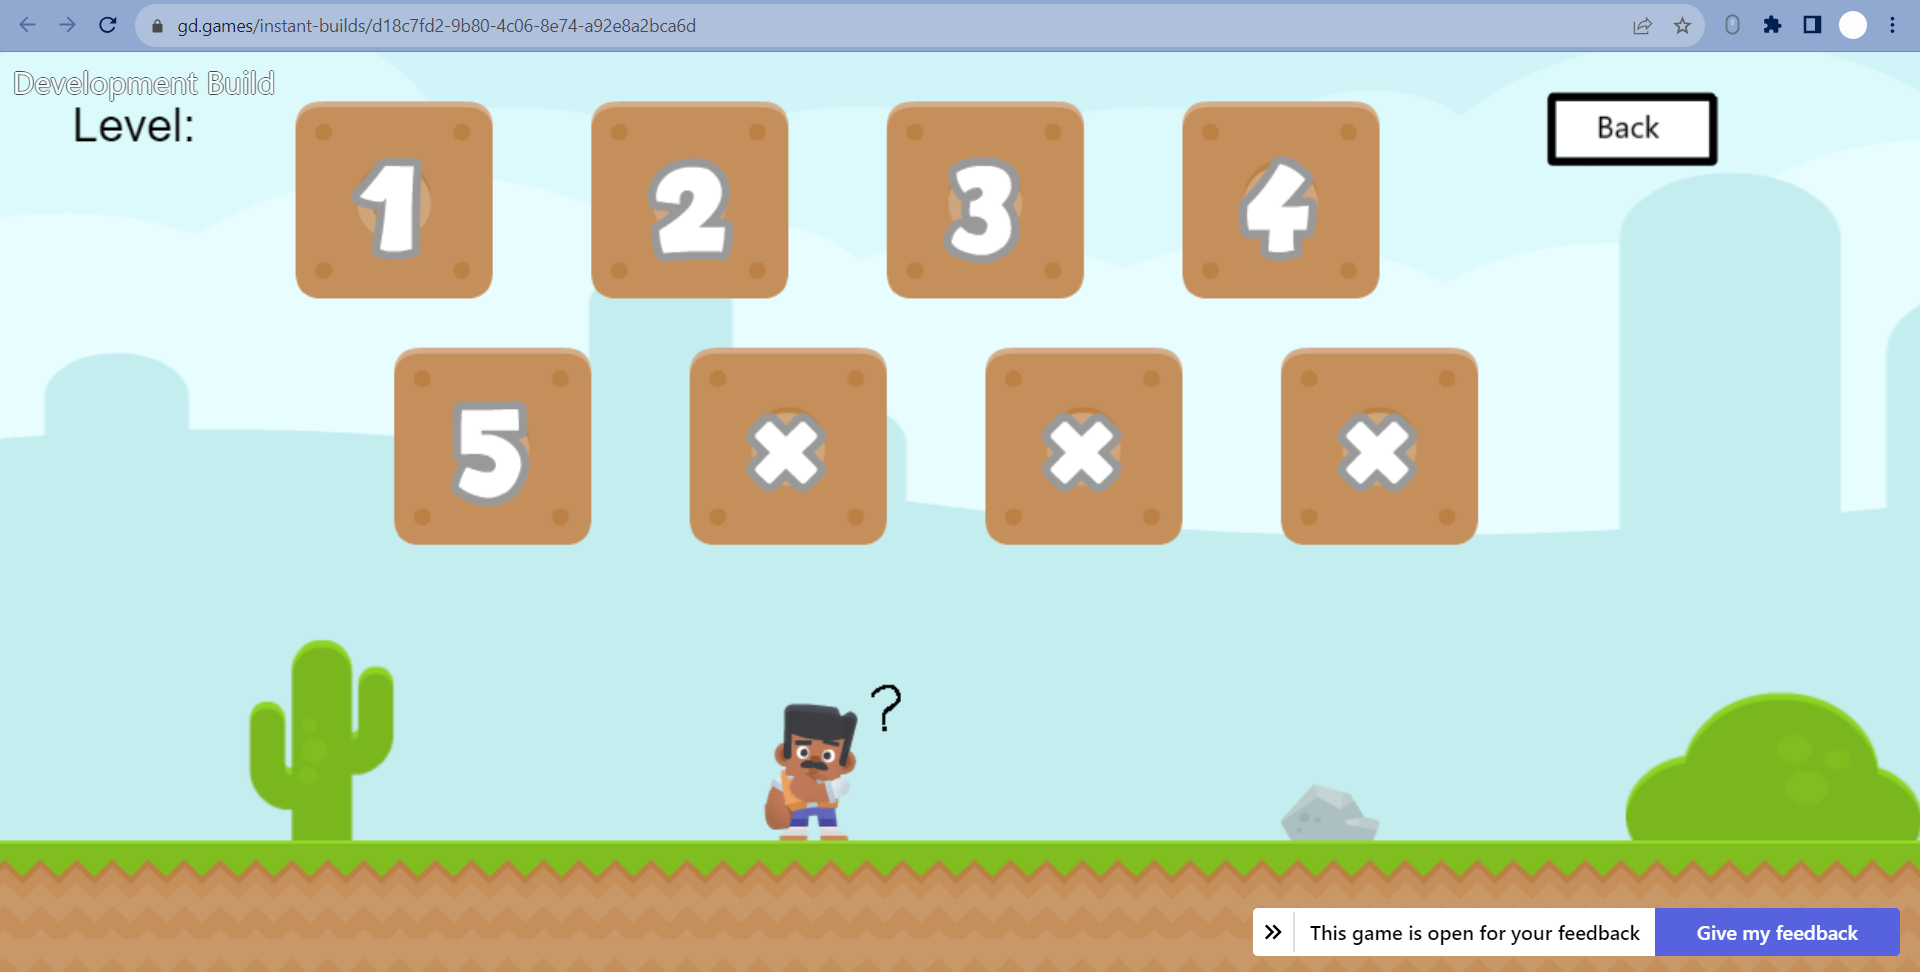 gd.games/instant-builds/d18c7fd2-9b80-4c06-8e74-a92e8a2bca6d
Development Build
Level:
1 2 3 4
Back
5 × × ×
?
This game is open for your feedback
Give my feedback